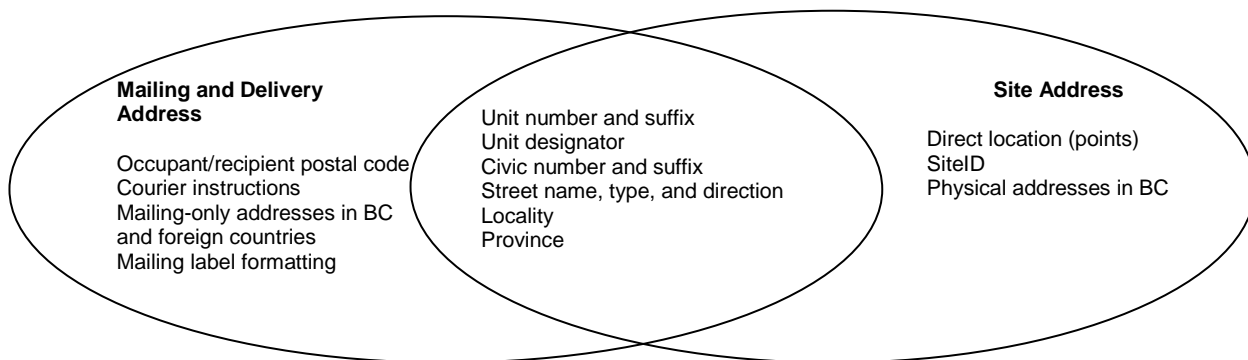 Mailing and Delivery
Address
Occupant/recipient postal code
Courier instructions
Mailing-only addresses in BC
and foreign countries
Mailing label formatting
Unit number and suffix
Unit designator
Civic number and suffix
Street name, type, and direction
Locality
Province
Site Address
Direct location (points)
SiteID
Physical addresses in BC